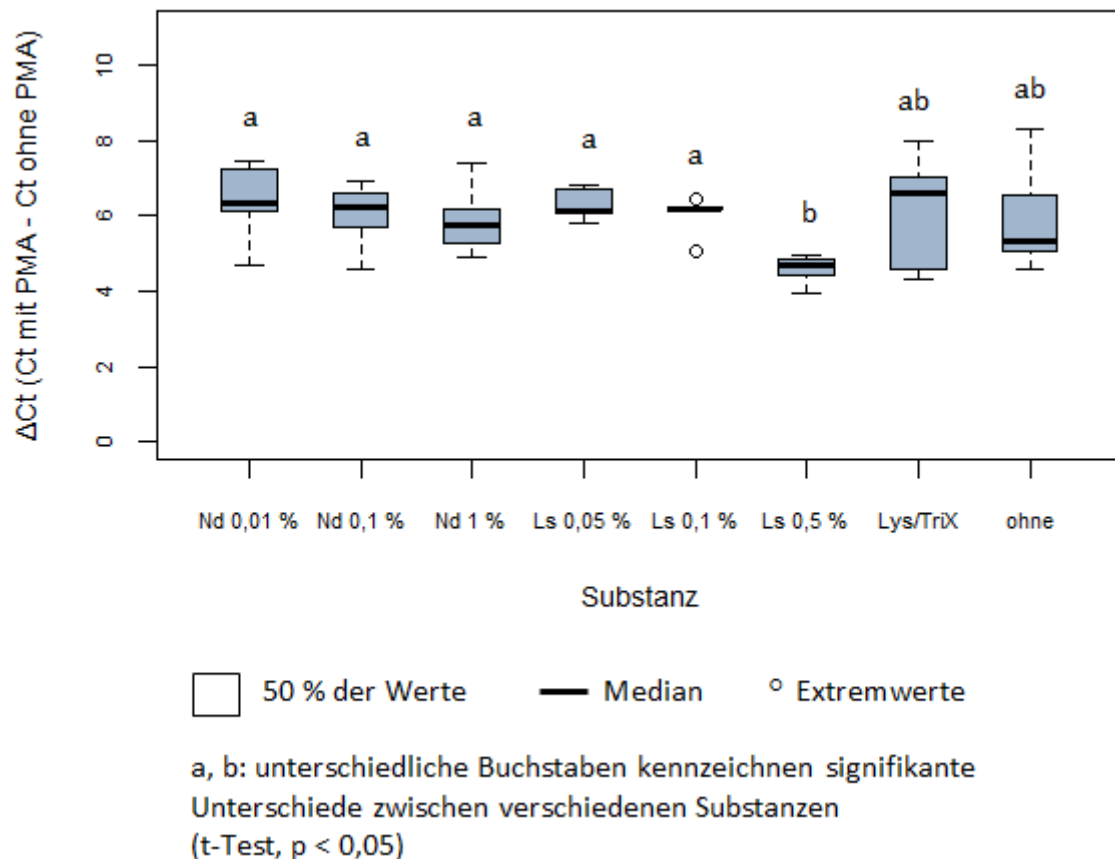 ΔCt (Ct mit PMA - Ct ohne PMA)
10
8
6
4
2
0
a
a
a
a
a
b
ab
ab
Nd 0,01 %
Nd 0,1 %
Nd 1 %
Ls 0,05 %
Ls 0,1 %
Ls 0,5 %
Lys/TriX
ohne
Substanz
50 % der Werte
Median
Extremwerte
a, b: unterschiedliche Buchstaben kennzeichnen signifikante
Unterschiede zwischen verschiedenen Substanzen
(t-Test, p < 0,05)